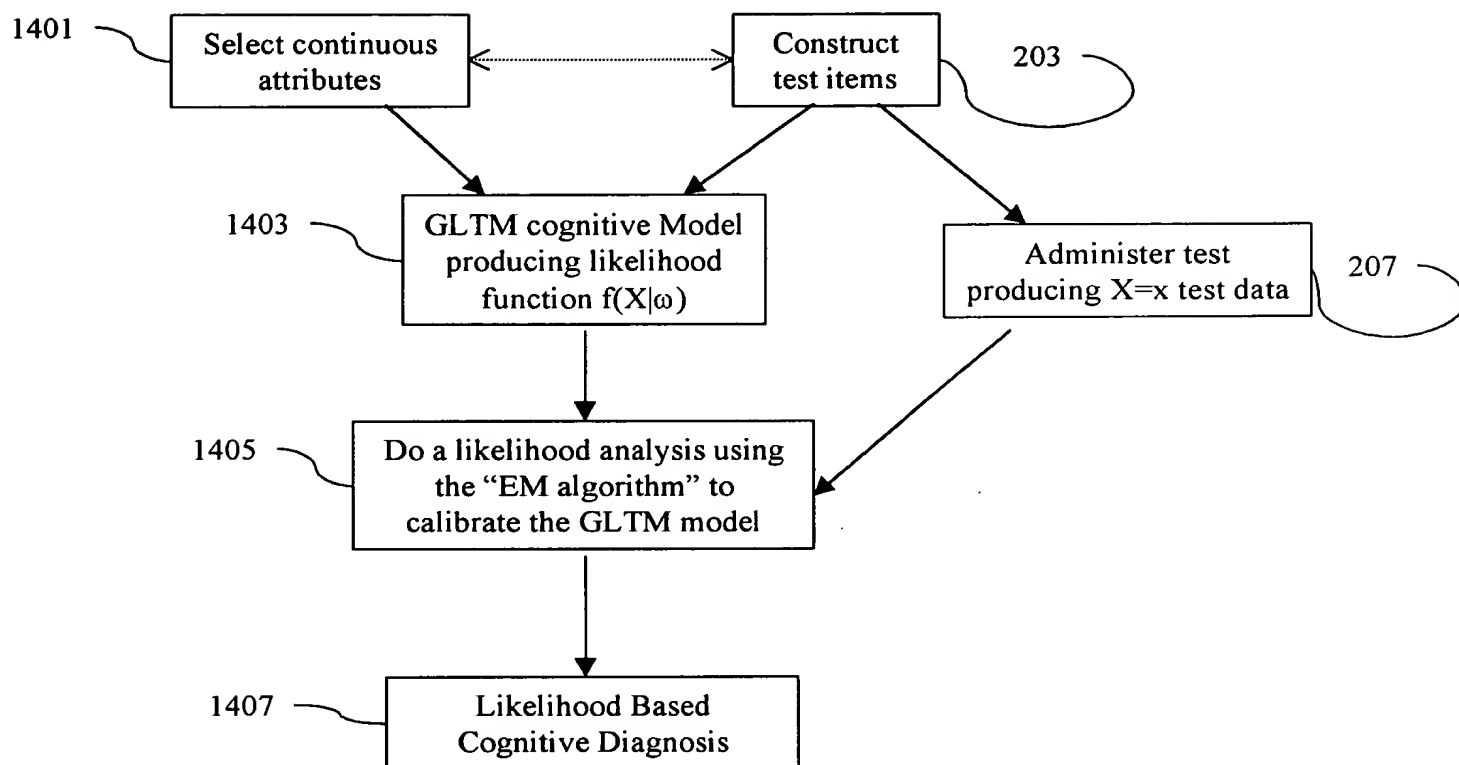 1401
Select continuous
attributes
Construct
test items
203
1403
GLTM cognitive Model
producing likelihood
function f(X|ω)
Administer test
producing X=x test data
207
1405
Do a likelihood analysis using
the “EM algorithm” to
calibrate the GLTM model
1407
Likelihood Based
Cognitive Diagnosis